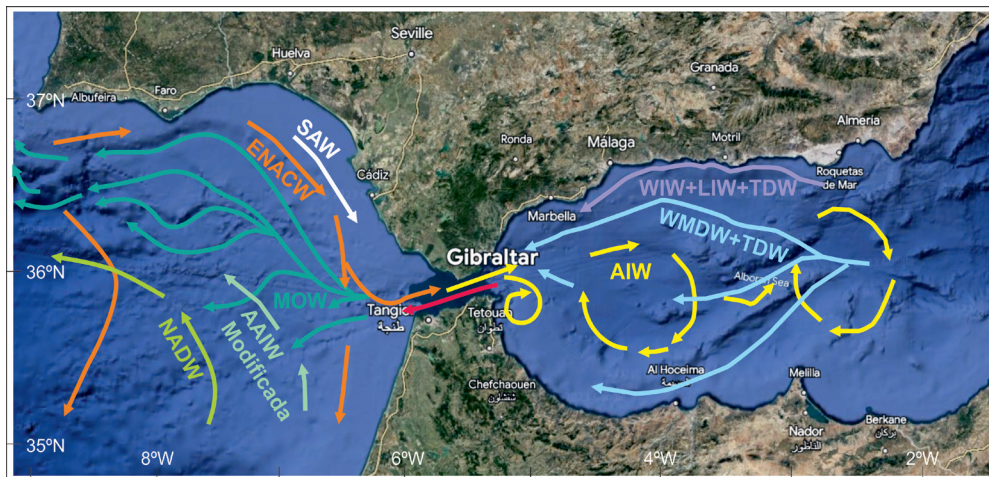 Seville
Huelva
Granada
37°N
Albufeira
Faro
SAW
ENACW
Ronda
Málaga
Motril
Almería
Roquetas
de Mar
Cádiz
WIW+LIW+TDW
Marbella
WMDW+TDW
Gibraltar
36°N
AIW
Alboran Sea
MOW
Tangier
طنجة
Tetouan
تطوان
NADW
AAIW
Modificada
Chefchaouen
شفشاون
Al Hoceima
الحسيمة
Melilla
Nador
الناظور
Berkane
بركان
35°N
8°W
6°W
4°W
2°W